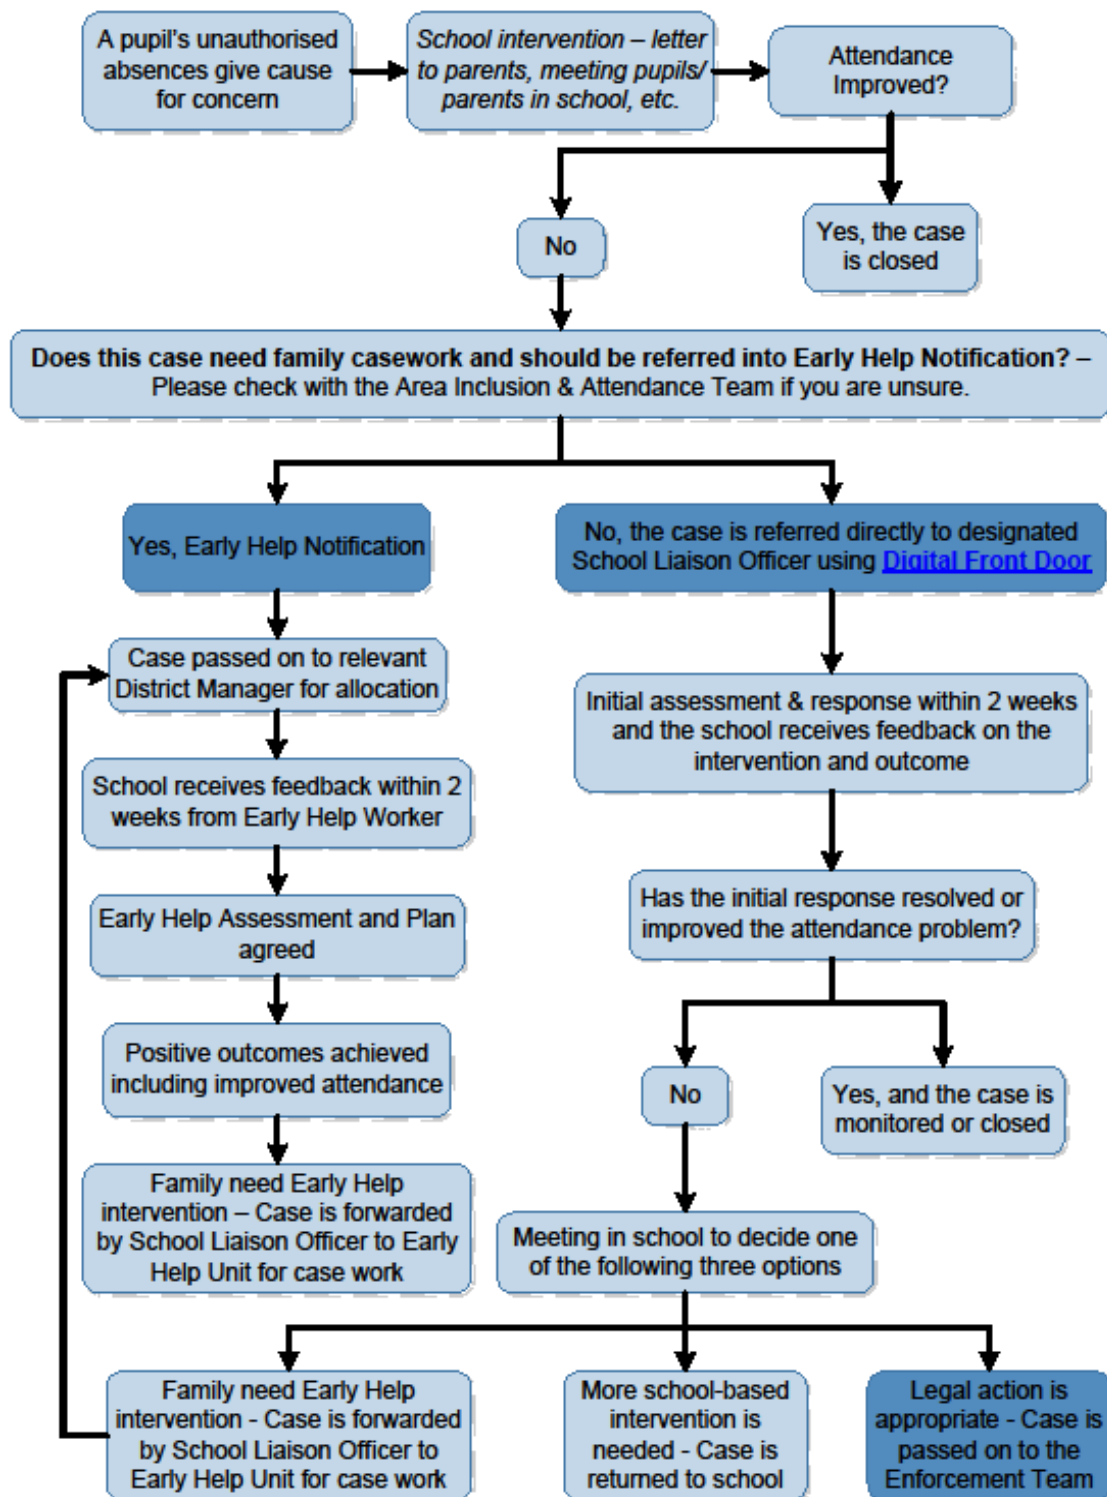 A pupil's unauthorised
absences give cause
for concern
School intervention – letter
to parents, meeting pupils/
parents in school, etc.
Attendance
Improved?
No
Yes, the case
is closed
Does this case need family casework and should be referred into Early Help Notification? –
Please check with the Area Inclusion & Attendance Team if you are unsure.
Yes, Early Help Notification
No, the case is referred directly to designated
School Liaison Officer using Digital Front Door
Case passed on to relevant
District Manager for allocation
School receives feedback within 2
weeks from Early Help Worker
Early Help Assessment and Plan
agreed
Positive outcomes achieved
including improved attendance
Family need Early Help
intervention – Case is forwarded
by School Liaison Officer to Early
Help Unit for case work
Initial assessment & response within 2 weeks
and the school receives feedback on the
intervention and outcome
Has the initial response resolved or
improved the attendance problem?
No
Yes, and the case is
monitored or closed
Meeting in school to decide one
of the following three options
Family need Early Help
intervention - Case is forwarded
by School Liaison Officer to
Early Help Unit for case work
More school-based
intervention is
needed - Case is
returned to school
Legal action is
appropriate - Case is
passed on to the
Enforcement Team